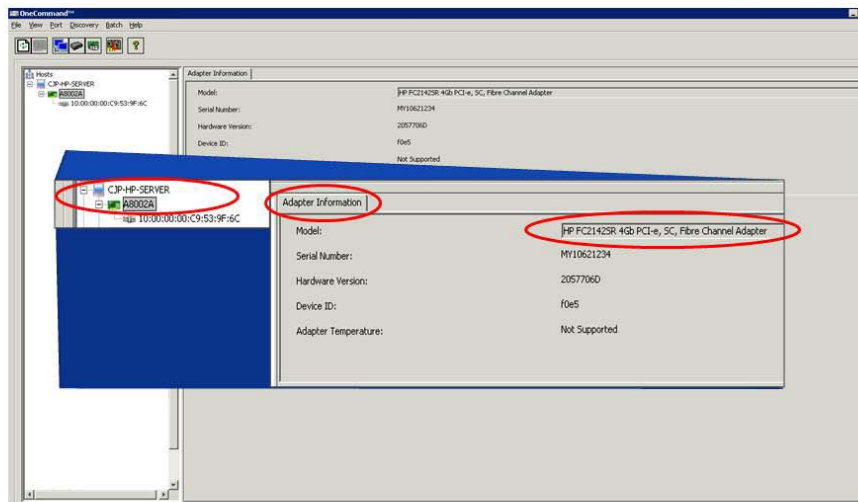 OneCommand™
File View Port Discovery Batch Help
Hosts
CJP-HP-SERVER
A8002A
10:00:00:00:C9:53:9F:6C
Adapter Information
Model: HP FC2142SR 4Gb PCI-e, SC, Fibre Channel Adapter
Serial Number: MY10621234
Hardware Version: 2057706D
Device ID: f0e5
Not Supported
CJP-HP-SERVER
A8002A
10:00:00:00:C9:53:9F:6C
Adapter Information
Model: HP FC2142SR 4Gb PCI-e, SC, Fibre Channel Adapter
Serial Number: MY10621234
Hardware Version: 2057706D
Device ID: f0e5
Adapter Temperature: Not Supported